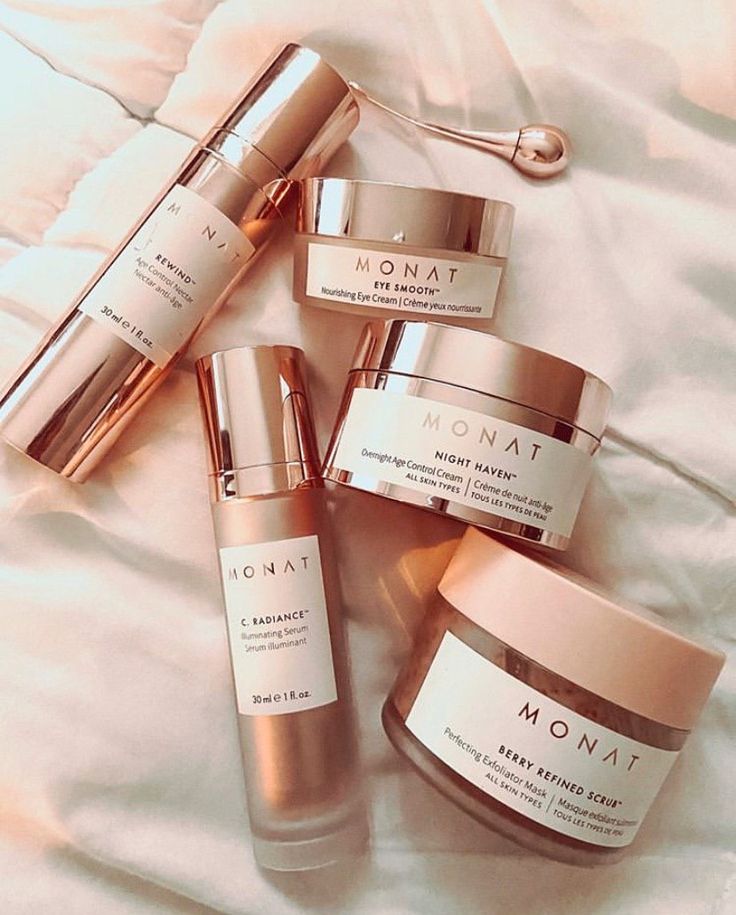 MONAT
REWIND™
Age Control Nectar
Nectar anti-âge
30 ml e 1 fl. oz.
MONAT
EYE SMOOTH™
Nourishing Eye Cream | Crème yeux nourrissante
MONAT
NIGHT HAVEN™
Overnight Age Control Cream | Crème de nuit anti-âge
ALL SKIN TYPES | TOUS LES TYPES DE PEAU
MONAT
C. RADIANCE™
Illuminating Serum
Sérum illuminant
30 ml e 1 fl. oz.
MONAT
BERRY REFINED SCRUB™
Perfecting Exfoliator Mask | Masque exfoliant
ALL SKIN TYPES | TOUS LES TYPES DE PEAU